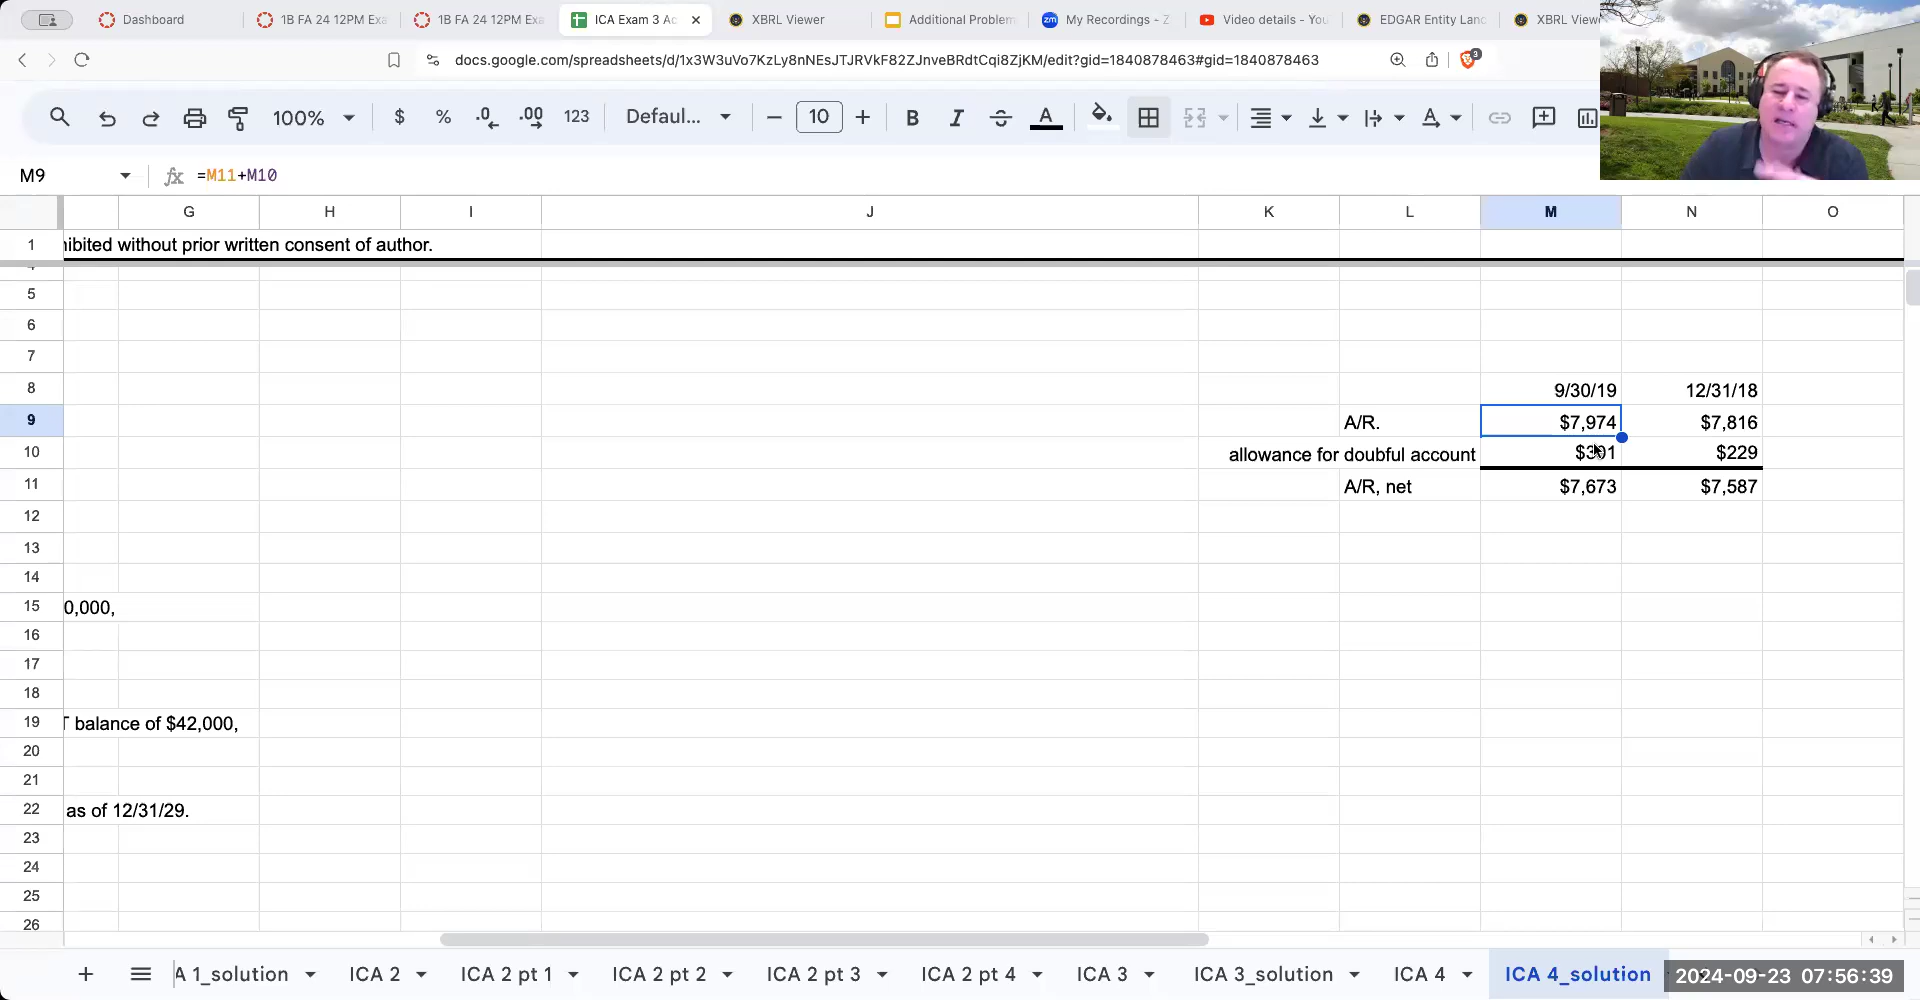 Dashboard
1B FA 24 12PM Exa
1B FA 24 12PM Exa
ICA Exam 3 Ac
XBRL Viewer
Additional Problem
My Recordings - Z
Video details - You
EDGAR Entity Lanc
XBRL View
docs.google.com/spreadsheets/d/1x3W3uVo7KzLy8nNEsJTJRVkF82ZJnveBRdtCqi8ZjKM/edit?gid=1840878463#gid=1840878463
3
100% $ % .0 .00 123 Defaul... 10 B I S A
M9 fx =M11+M10
G H I J K L M N O
1 hibited without prior written consent of author.
4
5
6
7
8 9/30/19 12/31/18
9 A/R. $7,974 $7,816
10 allowance for doubful account $301 $229
11 A/R, net $7,673 $7,587
12
13
14
15 0,000,
16
17
18
19 T balance of $42,000,
20
21
22 as of 12/31/29.
23
24
25
26
A 1_solution ICA 2 ICA 2 pt 1 ICA 2 pt 2 ICA 2 pt 3 ICA 2 pt 4 ICA 3 ICA 3_solution ICA 4 ICA 4_solution
2024-09-23 07:56:39